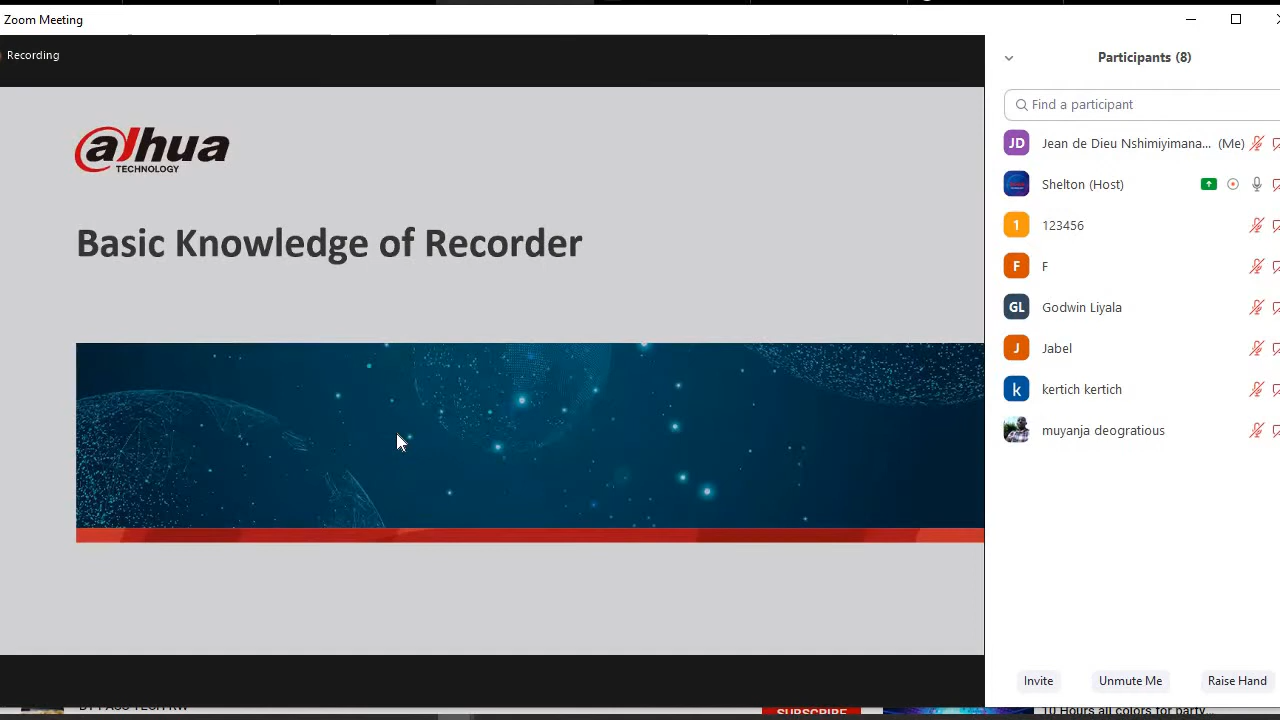 Zoom Meeting
Recording
alhua
TECHNOLOGY
Basic Knowledge of Recorder
Participants (8)
Find a participant
JD Jean de Dieu Nshimiyimana... (Me)
Shelton (Host)
1 123456
F F
GL Godwin Liyala
J Jabel
k kertich kertich
muyanja deogratious
Invite Unmute Me Raise Hand
SUBSCRIBE
10 Hours all colors for party...